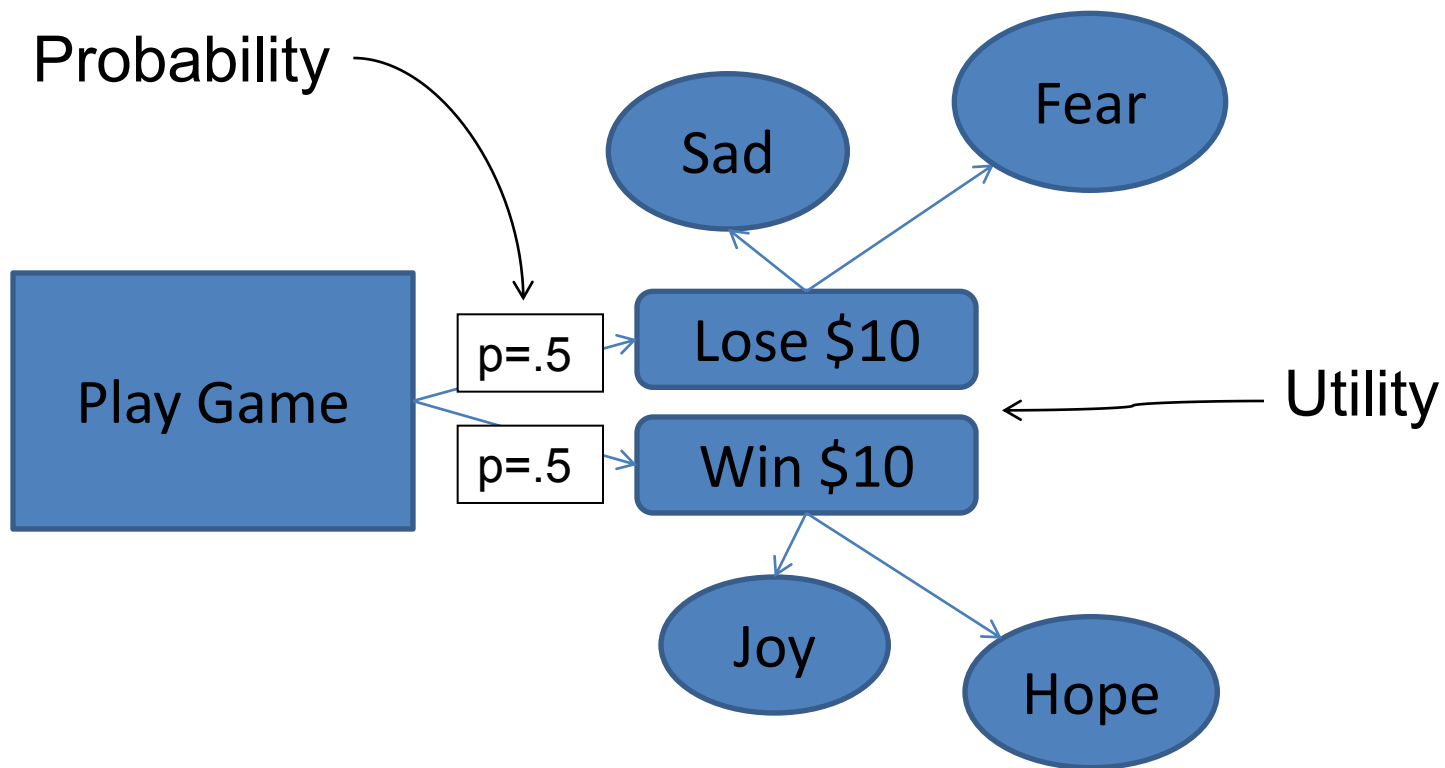 Probability
Fear
Sad
Play Game
p=.5
Lose $10
Utility
p=.5
Win $10
Joy
Hope